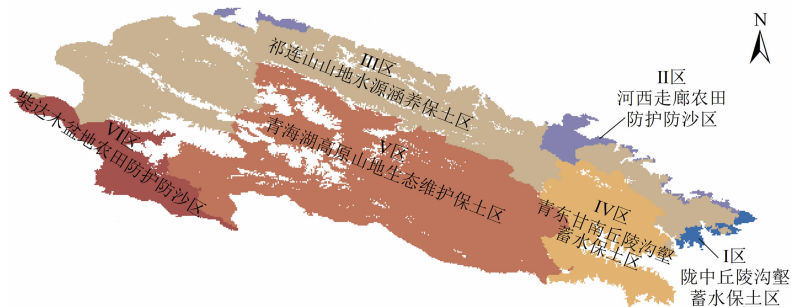 N
III区
祁连山山地水源涵养保土区
II区
河西走廊农田
防护防沙区
VI区
柴达木盆地农田防护防沙区
V区
青海湖高原山地生态维护保土区
IV区
青东甘南丘陵沟壑
蓄水保土区
I区
陇中丘陵沟壑
蓄水保土区